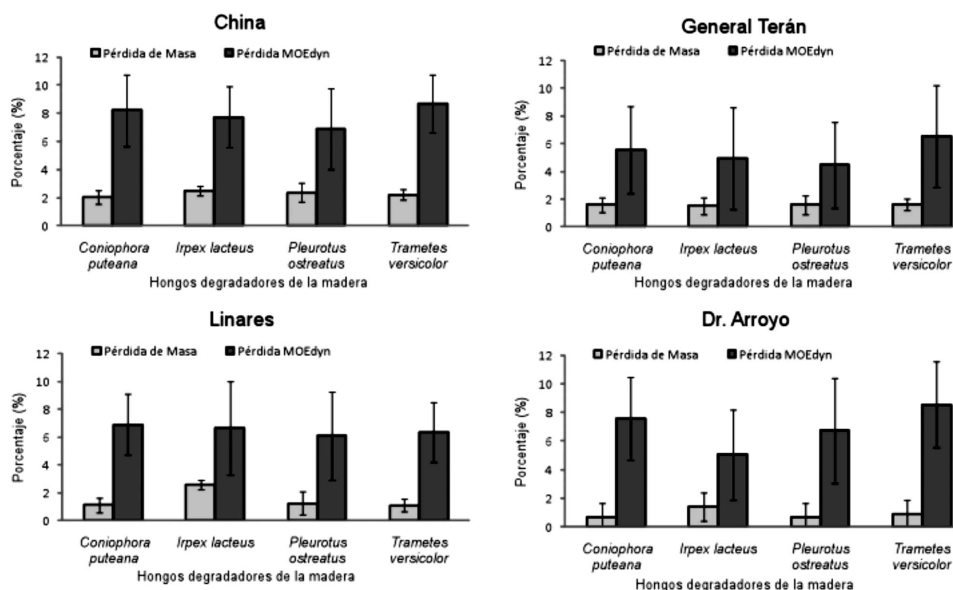 China
Pérdida de Masa Pérdida MOEdyn
Porcentaje (%)
12
10
8
6
4
2
0
Coniophora puteana
Irpex lacteus
Pleurotus ostreatus
Trametes versicolor
Hongos degradadores de la madera
General Terán
Pérdida de Masa Pérdida MOEdyn
Porcentaje (%)
12
10
8
6
4
2
0
Coniophora puteana
Irpex lacteus
Pleurotus ostreatus
Trametes versicolor
Hongos degradadores de la madera
Linares
Pérdida de Masa Pérdida MOEdyn
Porcentaje (%)
12
10
8
6
4
2
0
Coniophora puteana
Irpex lacteus
Pleurotus ostreatus
Trametes versicolor
Hongos degradadores de la madera
Dr. Arroyo
Pérdida de Masa Pérdida MOEdyn
Porcentaje (%)
12
10
8
6
4
2
0
Coniophora puteana
Irpex lacteus
Pleurotus ostreatus
Trametes versicolor
Hongos degradadores de la madera